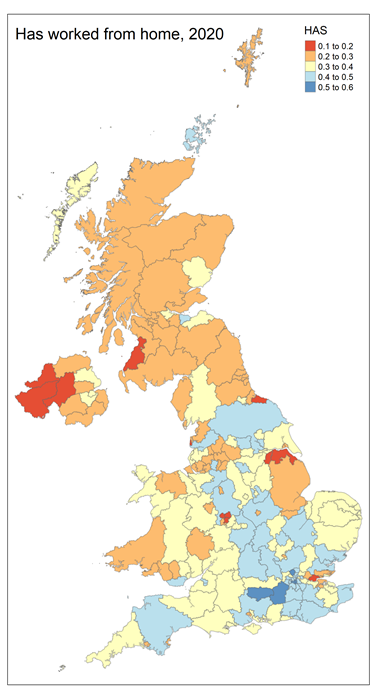 Has worked from home, 2020
HAS
0.1 to 0.2
0.2 to 0.3
0.3 to 0.4
0.4 to 0.5
0.5 to 0.6